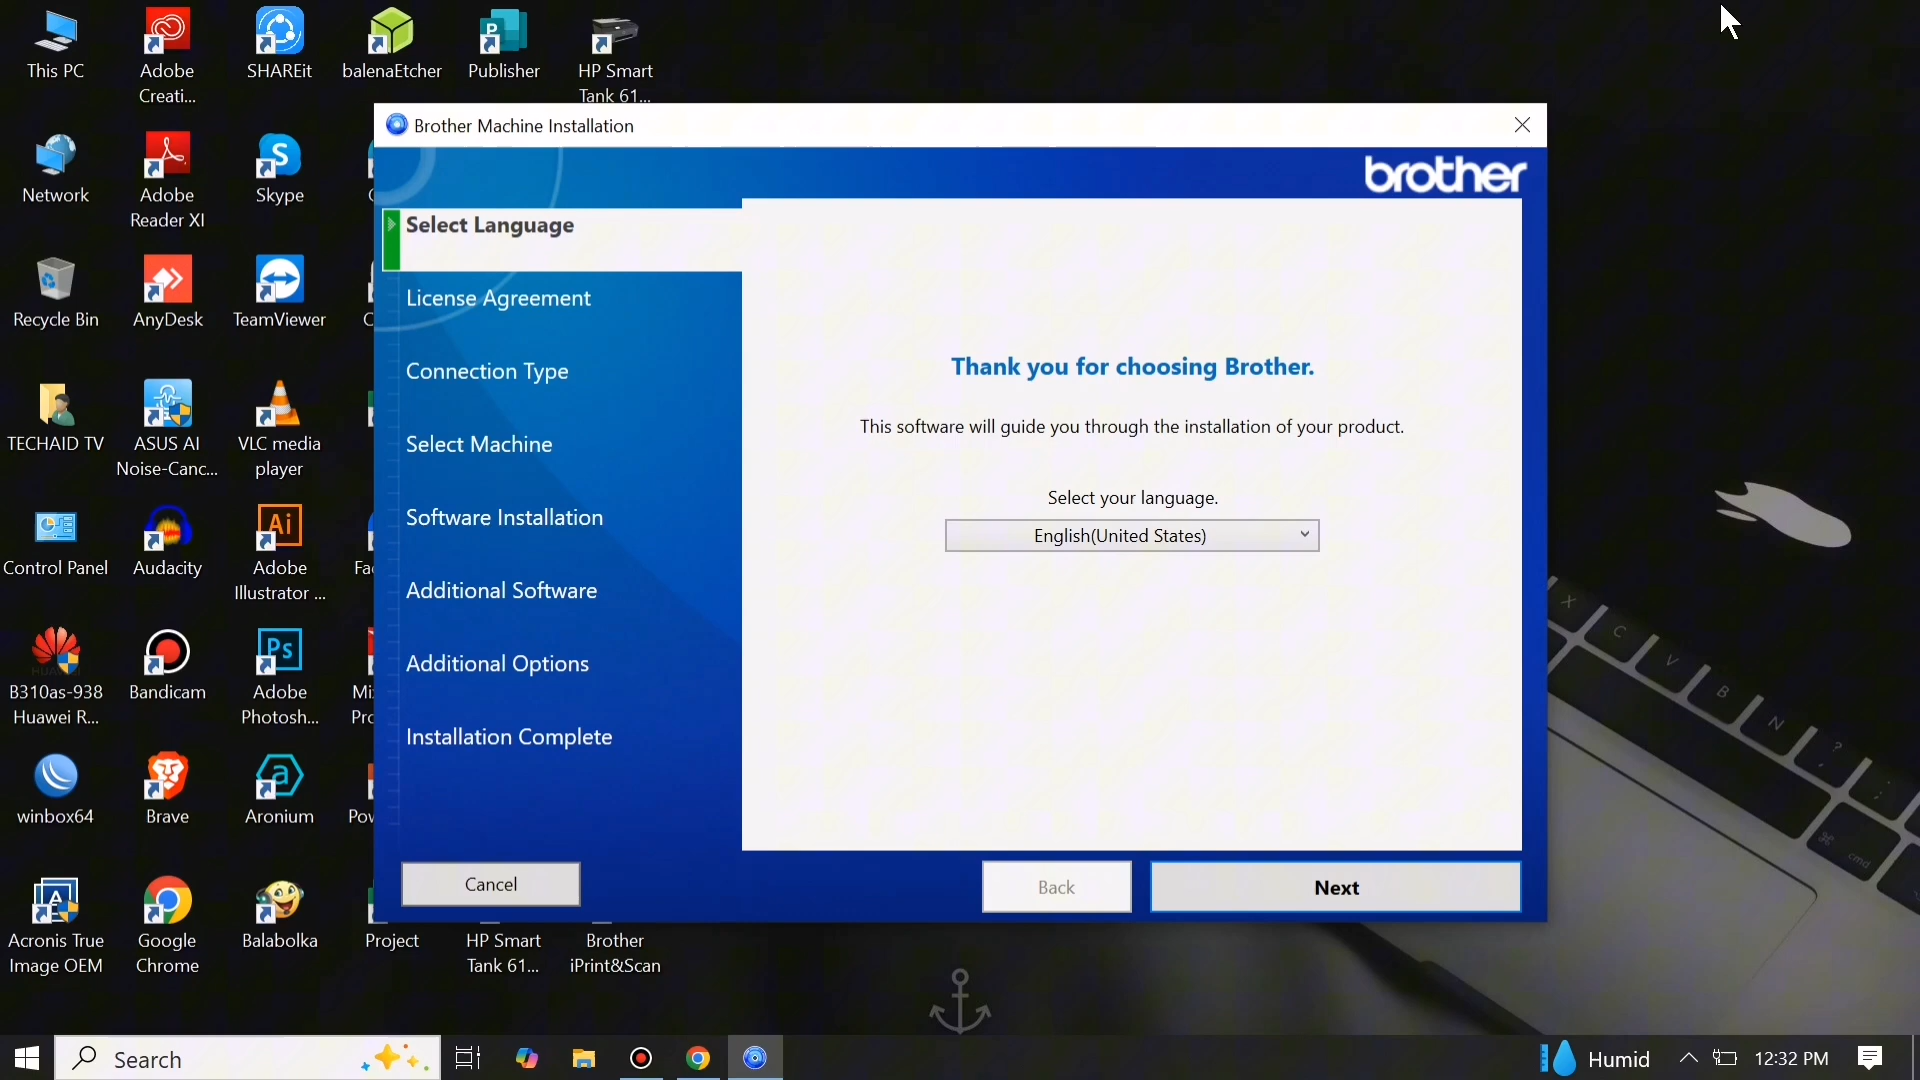 This PC
Adobe
Creati...
SHAREit
balenaEtcher
Publisher
HP Smart
Tank 61...
Network
Adobe
Reader XI
Skype
Recycle Bin
AnyDesk
TeamViewer
TECHAID TV
ASUS AI
Noise-Canc...
VLC media
player
Control Panel
Audacity
Adobe
Illustrator ...
B310as-938
Huawei R...
Bandicam
Adobe
Photosh...
winbox64
Brave
Aronium
Acronis True
Image OEM
Google
Chrome
Balabolka
Project
HP Smart
Tank 61...
Brother
iPrint&Scan
Brother Machine Installation
brother
Select Language
License Agreement
Connection Type
Select Machine
Software Installation
Additional Software
Additional Options
Installation Complete
Thank you for choosing Brother.
This software will guide you through the installation of your product.
Select your language.
English(United States)
Cancel
Back
Next
X
C
V
B
N
?
cmd
Search
Humid
12:32 PM